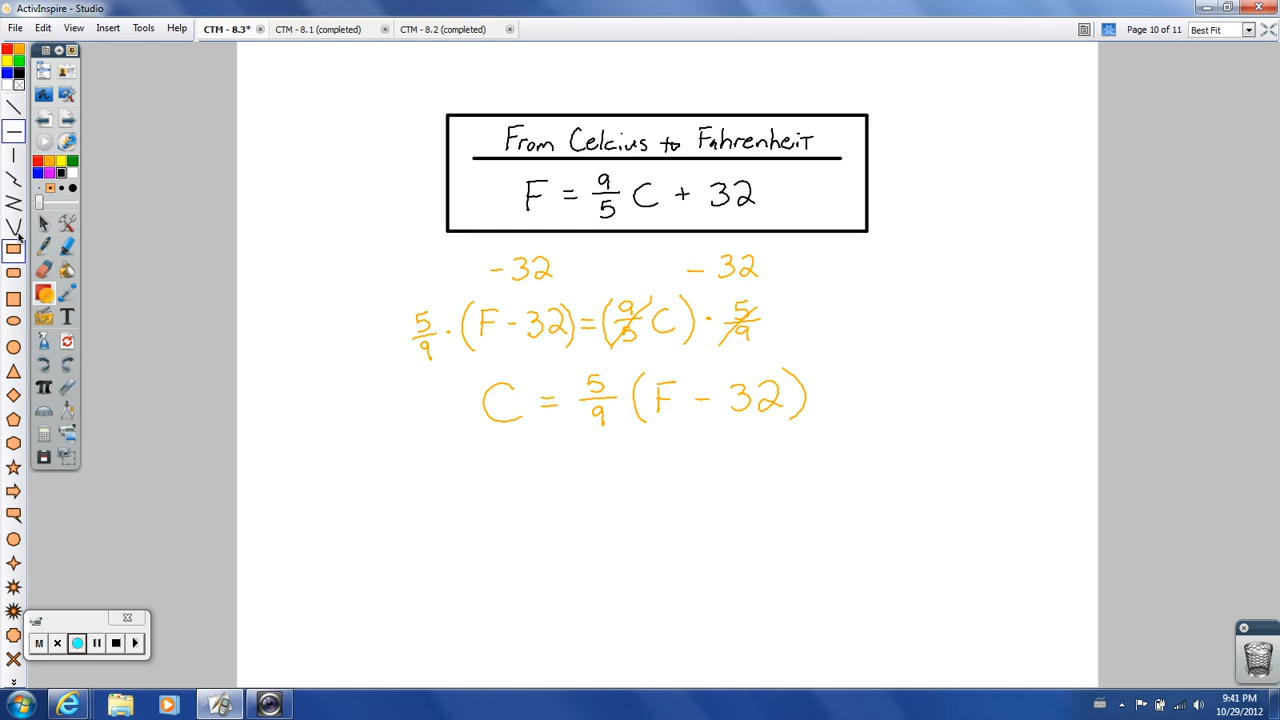 ActivInspire - Studio
File Edit View Insert Tools Help
CTM - 8.3* CTM - 8.1 (completed) CTM - 8.2 (completed) Page 10 of 11 Best Fit
From Celcius to Fahrenheit
F = 9/5 C + 32
- 32 - 32
5/9 · (F - 32) = (9/5 C) · 5/9
C = 5/9 (F - 32)
M
9:41 PM
10/29/2012